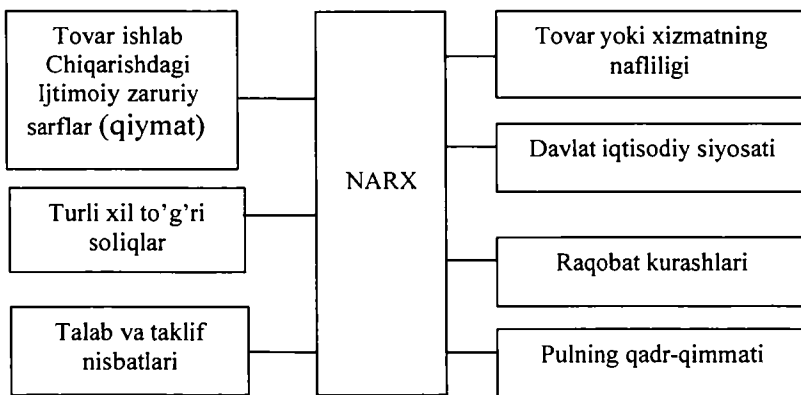 Tovar ishlab
Chiqarishdagi
Ijtimoiy zaruriy
sarflar (qiymat)
Turli xil to’g’ri
soliqlar
Talab va taklif
nisbatlari
NARX
Tovar yoki xizmatning
nafliligi
Davlat iqtisodiy siyosati
Raqobat kurashlari
Pulning qadr-qimmati